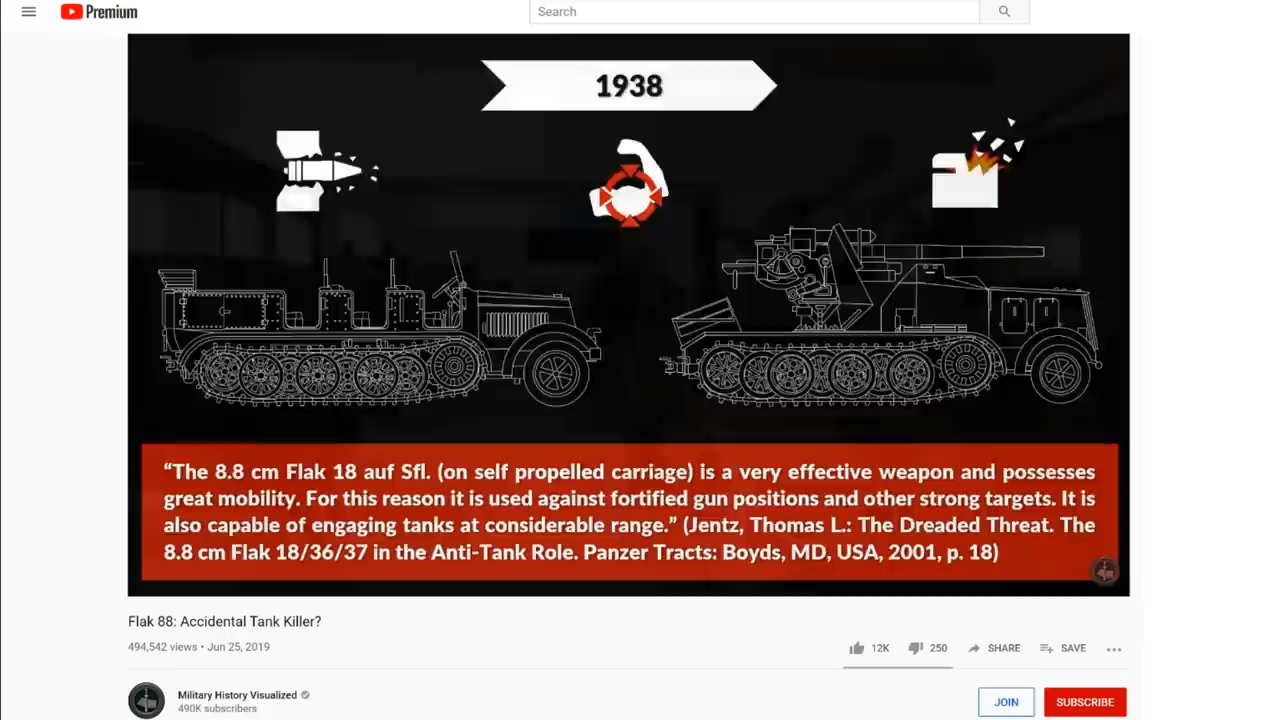 Premium
Search
1938
“The 8.8 cm Flak 18 auf Sfl. (on self propelled carriage) is a very effective weapon and possesses
great mobility. For this reason it is used against fortified gun positions and other strong targets. It is
also capable of engaging tanks at considerable range.” (Jentz, Thomas L.: The Dreaded Threat. The
8.8 cm Flak 18/36/37 in the Anti-Tank Role. Panzer Tracts: Boyds, MD, USA, 2001, p. 18)
Flak 88: Accidental Tank Killer?
494,542 views • Jun 25, 2019
12K 250 SHARE SAVE
Military History Visualized
490K subscribers
JOIN SUBSCRIBE